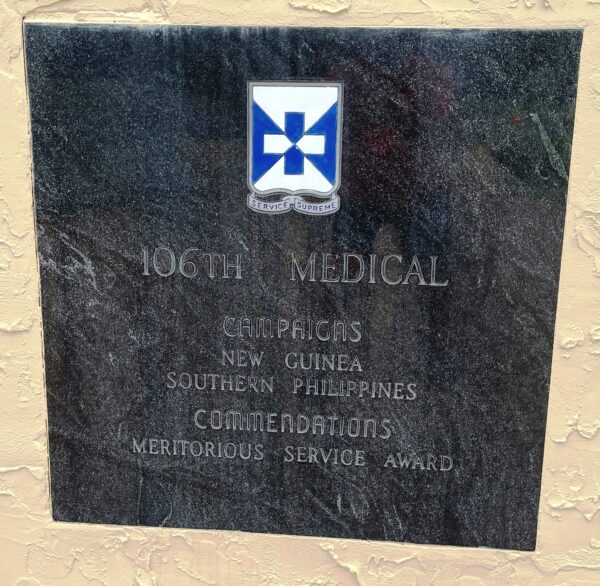 SERVICE SUPREME
106TH MEDICAL
CAMPAIGNS
NEW GUINEA
SOUTHERN PHILIPPINES
COMMENDATIONS
MERITORIOUS SERVICE AWARD